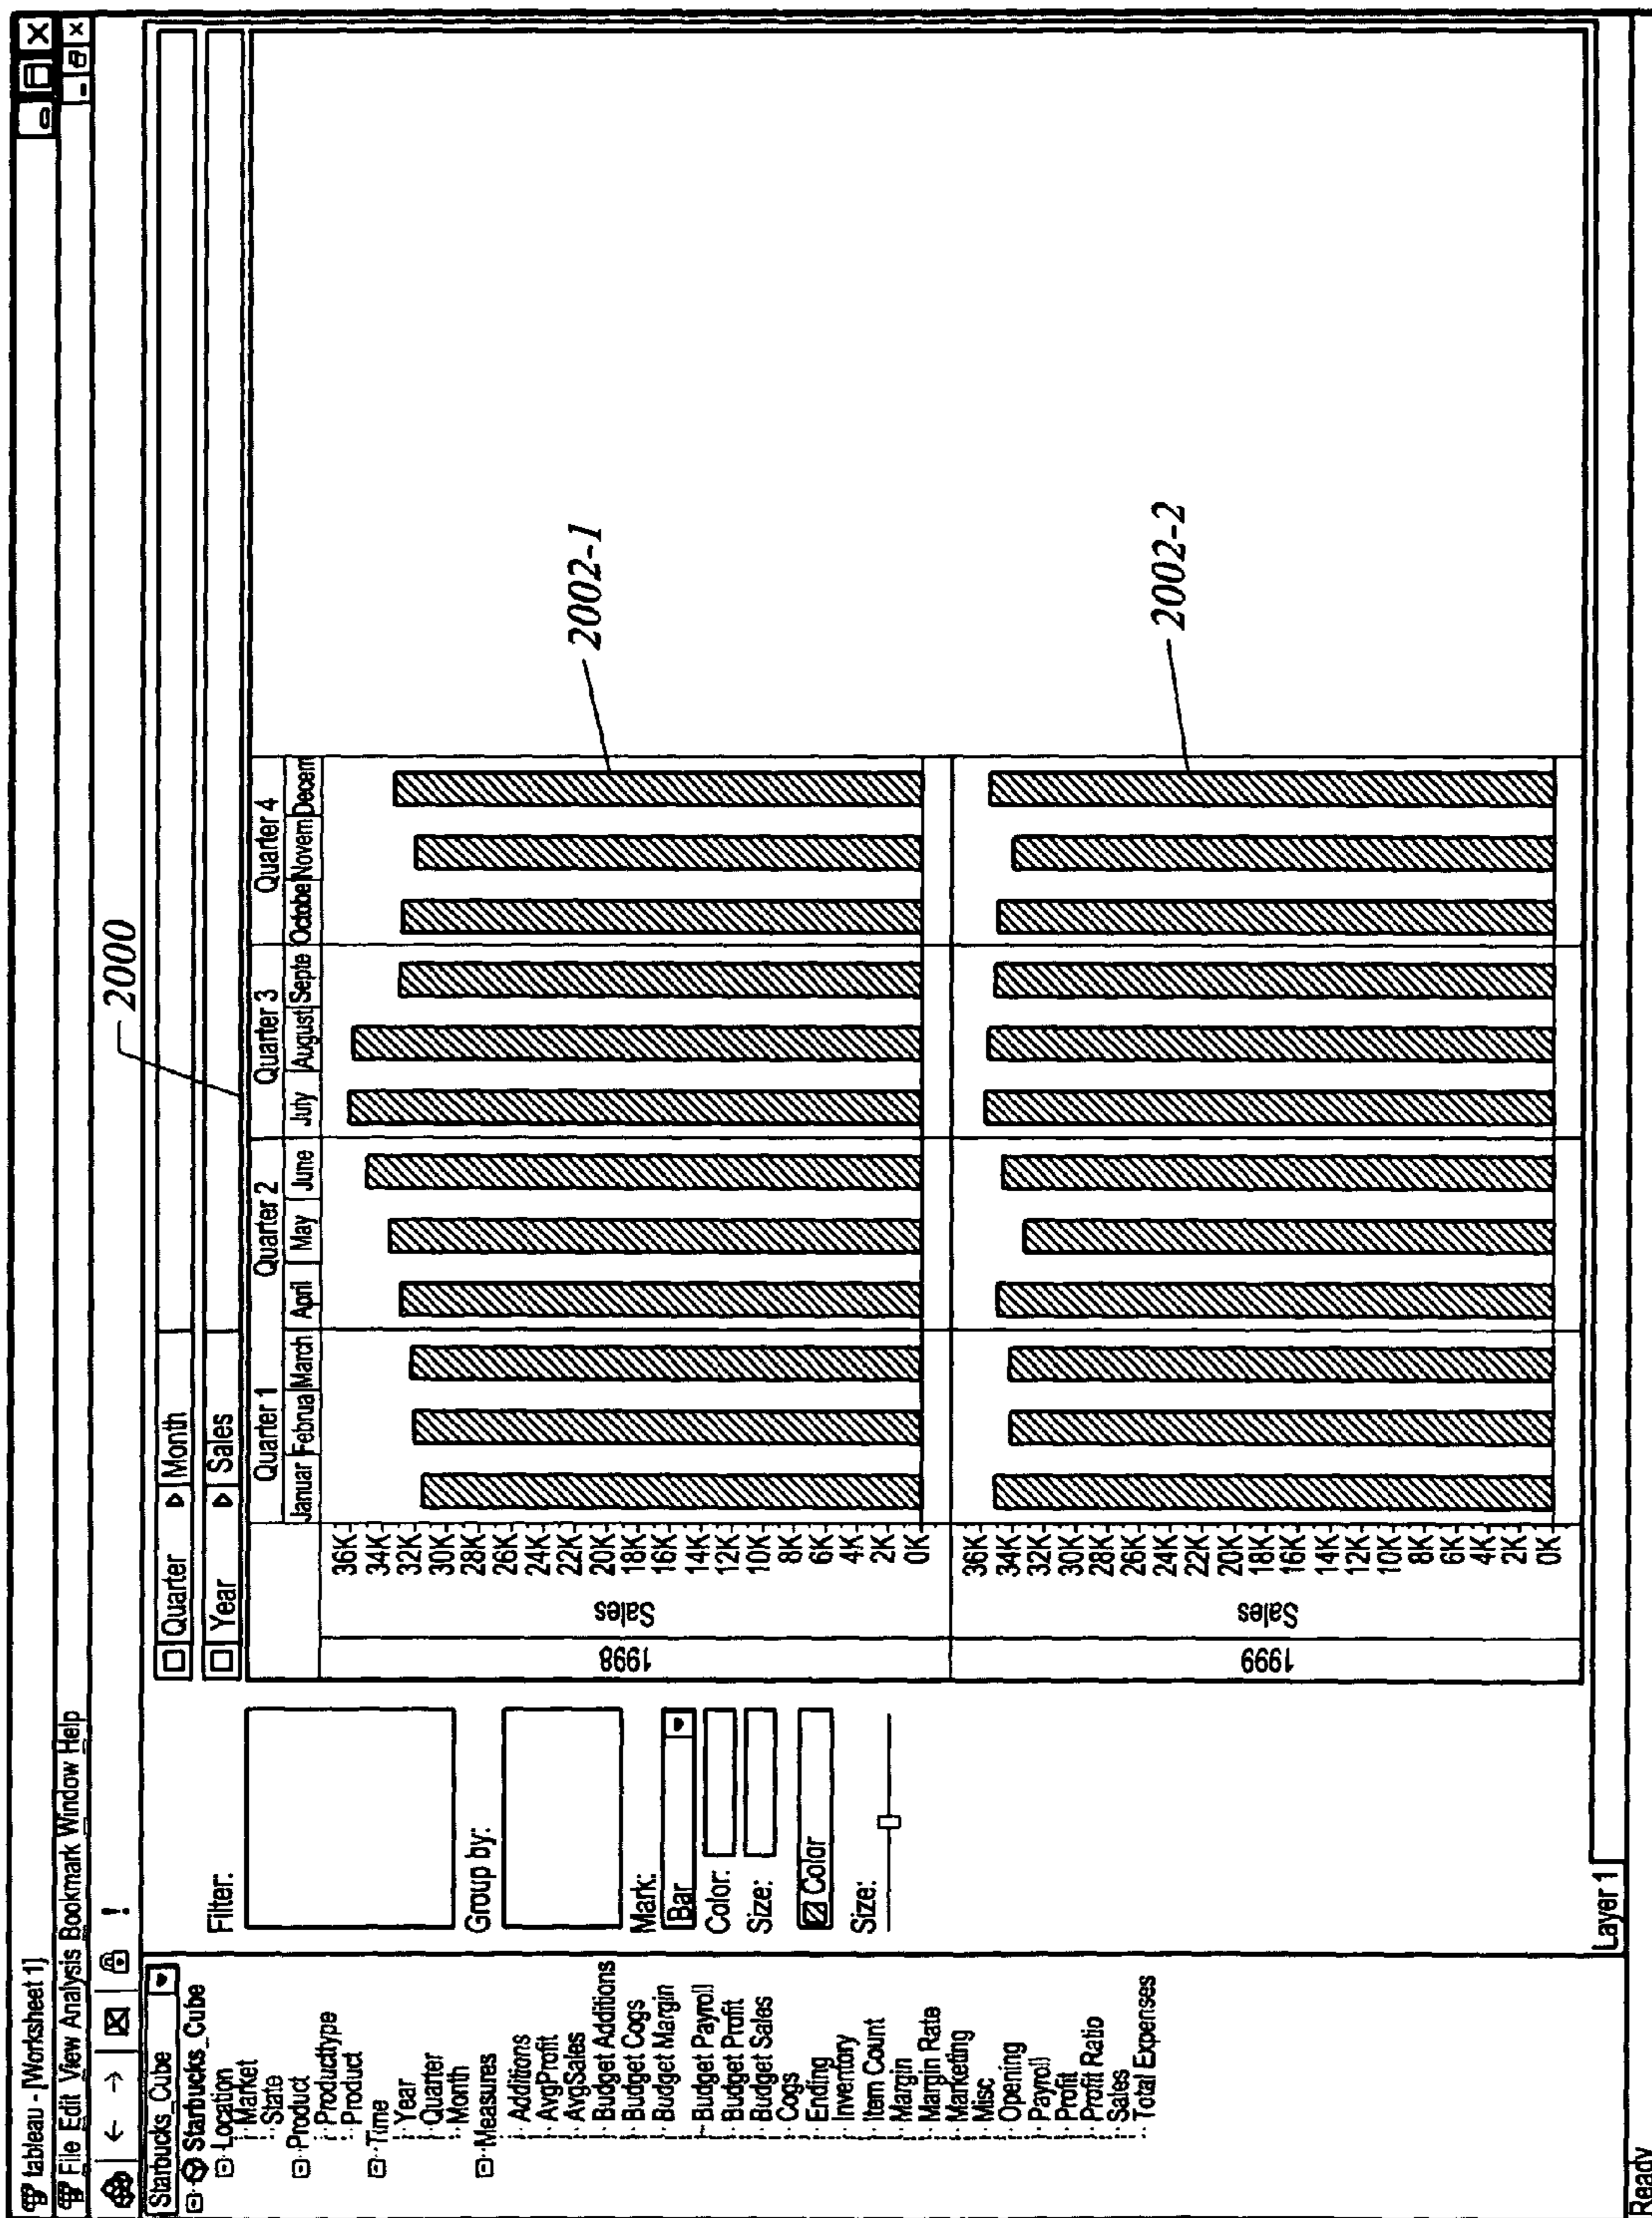 tableau - [Worksheet 1]
File Edit View Analysis Bookmark Window Help
!
Starbucks_Cube
Starbucks_Cube
Location
Market
State
Product
Producttype
Product
Time
Year
Quarter
Month
Measures
Additions
AvgProfit
AvgSales
Budget Additions
Budget Cogs
Budget Margin
Budget Payroll
Budget Profit
Budget Sales
Cogs
Ending
Inventory
Item Count
Margin
Margin Rate
Marketing
Misc
Opening
Payroll
Profit
Profit Ratio
Sales
Total Expenses
Filter:
Group by:
Mark:
Bar
Color:
Size:
Color
Size:
2000
Quarter Month
Year Sales
Quarter 1 Quarter 2 Quarter 3 Quarter 4
Januar Februa March April May June July August Septe Octobe Novem Decem
1998
Sales
36K
34K
32K
30K
28K
26K
24K
22K
20K
18K
16K
14K
12K
10K
8K
6K
4K
2K
0K
2002-1
1999
Sales
36K
34K
32K
30K
28K
26K
24K
22K
20K
18K
16K
14K
12K
10K
8K
6K
4K
2K
0K
2002-2
Layer 1
Ready